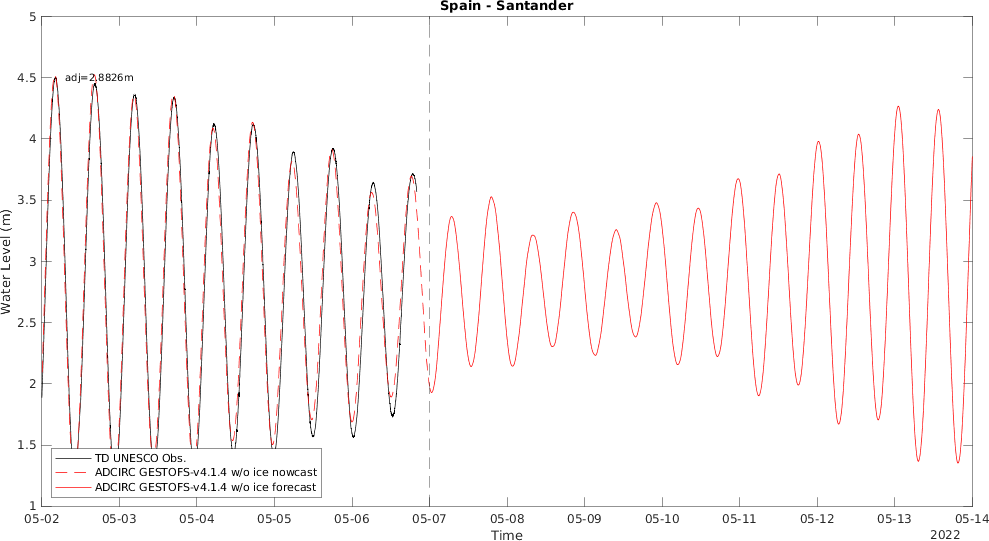 Spain - Santander
adj=2.8826m
Water Level (m)
5
4.5
4
3.5
3
2.5
2
1.5
1
TD UNESCO Obs.
ADCIRC GESTOFS-v4.1.4 w/o ice nowcast
ADCIRC GESTOFS-v4.1.4 w/o ice forecast
05-02 05-03 05-04 05-05 05-06 05-07 05-08 05-09 05-10 05-11 05-12 05-13 05-14
Time
2022